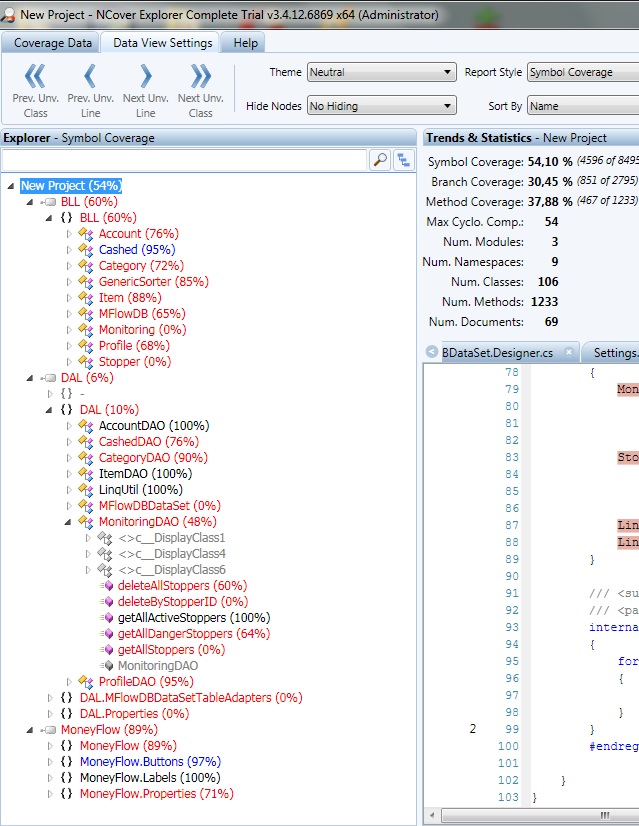 New Project - NCover Explorer Complete Trial v3.4.12.6869 x64 (Administrator)
Coverage Data
Data View Settings
Help
Prev. Unv. Class
Prev. Unv. Line
Next Unv. Line
Next Unv. Class
Theme Neutral
Report Style Symbol Coverage
Hide Nodes No Hiding
Sort By Name
Explorer - Symbol Coverage
New Project (54%)
BLL (60%)
{} BLL (60%)
Account (76%)
Cashed (95%)
Category (72%)
GenericSorter (85%)
Item (88%)
MFlowDB (65%)
Monitoring (0%)
Profile (68%)
Stopper (0%)
DAL (6%)
{} -
{} DAL (10%)
AccountDAO (100%)
CashedDAO (76%)
CategoryDAO (90%)
ItemDAO (100%)
LinqUtil (100%)
MFlowDBDataSet (0%)
MonitoringDAO (48%)
<>c__DisplayClass1
<>c__DisplayClass4
<>c__DisplayClass6
deleteAllStoppers (60%)
deleteByStopperID (0%)
getAllActiveStoppers (100%)
getAllDangerStoppers (64%)
getAllStoppers (0%)
MonitoringDAO
ProfileDAO (95%)
{} DAL.MFlowDBDataSetTableAdapters (0%)
{} DAL.Properties (0%)
MoneyFlow (89%)
{} MoneyFlow (89%)
{} MoneyFlow.Buttons (97%)
{} MoneyFlow.Labels (100%)
{} MoneyFlow.Properties (71%)
Trends & Statistics - New Project
Symbol Coverage: 54,10 % (4596 of 8495
Branch Coverage: 30,45 % (851 of 2795)
Method Coverage: 37,88 % (467 of 1233)
Max Cyclo. Comp.: 54
Num. Modules: 3
Num. Namespaces: 9
Num. Classes: 106
Num. Methods: 1233
Num. Documents: 69
BDataSet.Designer.cs
Settings.
78 {
79 Mon
80
81
82
83 Sto
84
85
86
87 Lin
88 Lin
89 }
90
91 /// <su
92 /// <pa
93 interna
94 {
95 for
96 {
97
98 }
2 99 }
100 #endreg
101
102 }
103 }